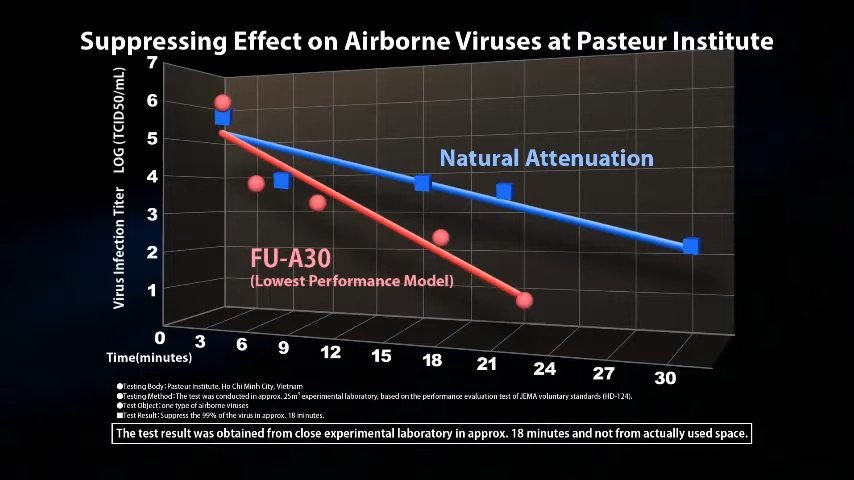 Suppressing Effect on Airborne Viruses at Pasteur Institute
Virus Infection Titer LOG (TCID50/mL)
7
6
5
4
3
2
1
Natural Attenuation
FU-A30
(Lowest Performance Model)
0 3 6 9 12 15 18 21 24 27 30
Time(minutes)
●Testing Body: Pasteur Institute, Ho Chi Minh City, Vietnam
●Testing Method: The test was conducted in approx. 25m³ experimental laboratory, based on the performance evaluation test of JEMA voluntary standards (HD-124).
●Test Object: one type of airborne viruses
■Test Result: Suppress the 99% of the virus in approx. 18 minutes.
The test result was obtained from close experimental laboratory in approx. 18 minutes and not from actually used space.